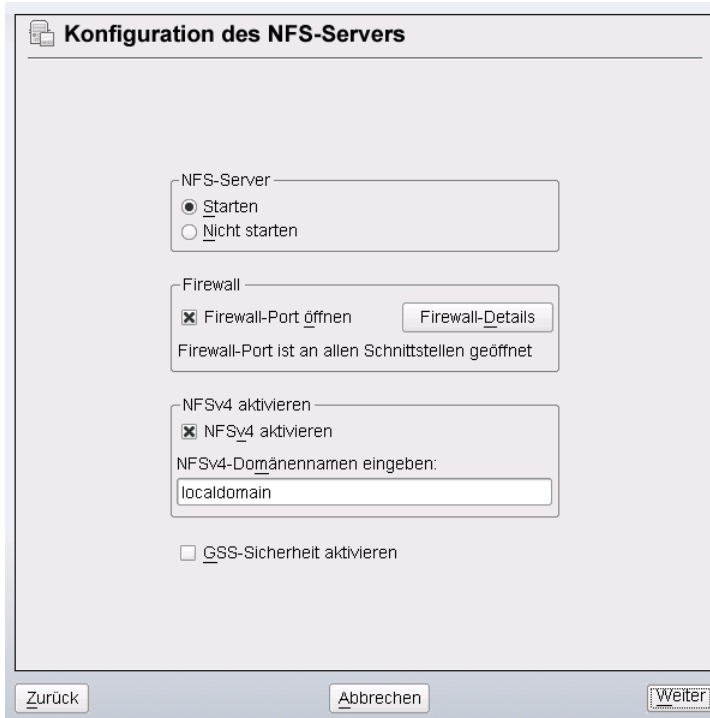 Konfiguration des NFS-Servers
NFS-Server
Starten
Nicht starten
Firewall
Firewall-Port öffnen
Firewall-Details
Firewall-Port ist an allen Schnittstellen geöffnet
NFSv4 aktivieren
NFSv4 aktivieren
NFSv4-Domänennamen eingeben:
localdomain
GSS-Sicherheit aktivieren
Zurück
Abbrechen
Weiter